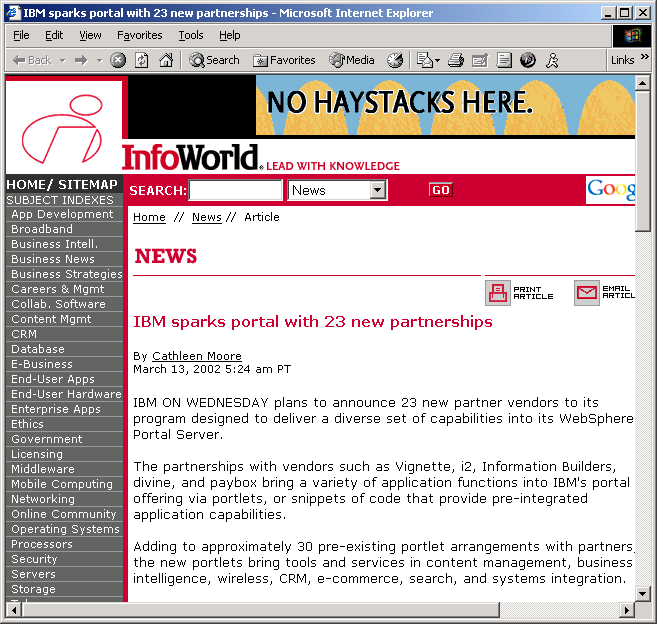 IBM sparks portal with 23 new partnerships - Microsoft Internet Explorer
File Edit View Favorites Tools Help
Back Search Favorites Media Links »
NO HAYSTACKS HERE.
InfoWorld. LEAD WITH KNOWLEDGE
HOME/ SITEMAP
SEARCH: News GO Goog
SUBJECT INDEXES
App Development
Broadband
Business Intell.
Business News
Business Strategies
Careers & Mgmt
Collab. Software
Content Mgmt
CRM
Database
E-Business
End-User Apps
End-User Hardware
Enterprise Apps
Ethics
Government
Licensing
Middleware
Mobile Computing
Networking
Online Community
Operating Systems
Processors
Security
Servers
Storage
Home // News // Article
NEWS
PRINT
ARTICLE
EMAIL
ARTICL
IBM sparks portal with 23 new partnerships
By Cathleen Moore
March 13, 2002 5:24 am PT
IBM ON WEDNESDAY plans to announce 23 new partner vendors to its
program designed to deliver a diverse set of capabilities into its WebSphere
Portal Server.
The partnerships with vendors such as Vignette, i2, Information Builders,
divine, and paybox bring a variety of application functions into IBM's portal
offering via portlets, or snippets of code that provide pre-integrated
application capabilities.
Adding to approximately 30 pre-existing portlet arrangements with partners,
the new portlets bring tools and services in content management, business
intelligence, wireless, CRM, e-commerce, search, and systems integration.